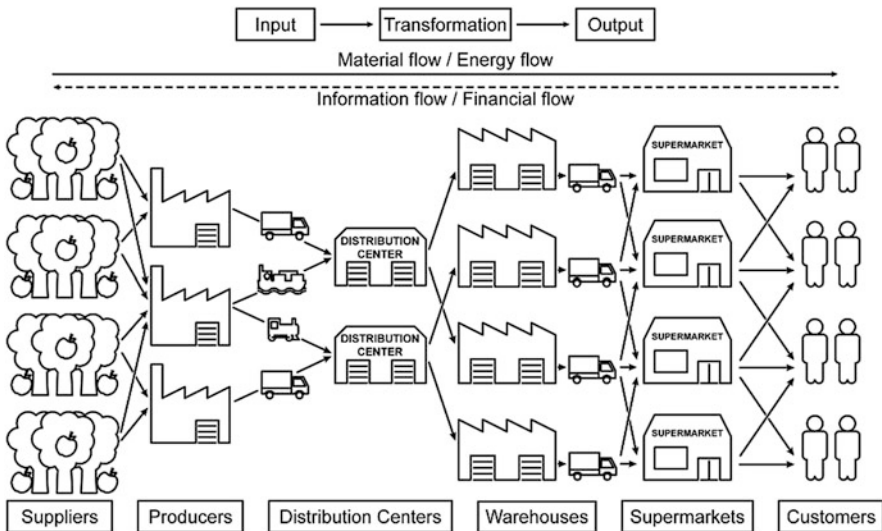 Input
Transformation
Output
Material flow / Energy flow
Information flow / Financial flow
SUPERMARKET
DISTRIBUTION
CENTER
SUPERMARKET
DISTRIBUTION
CENTER
SUPERMARKET
SUPERMARKET
Suppliers
Producers
Distribution Centers
Warehouses
Supermarkets
Customers